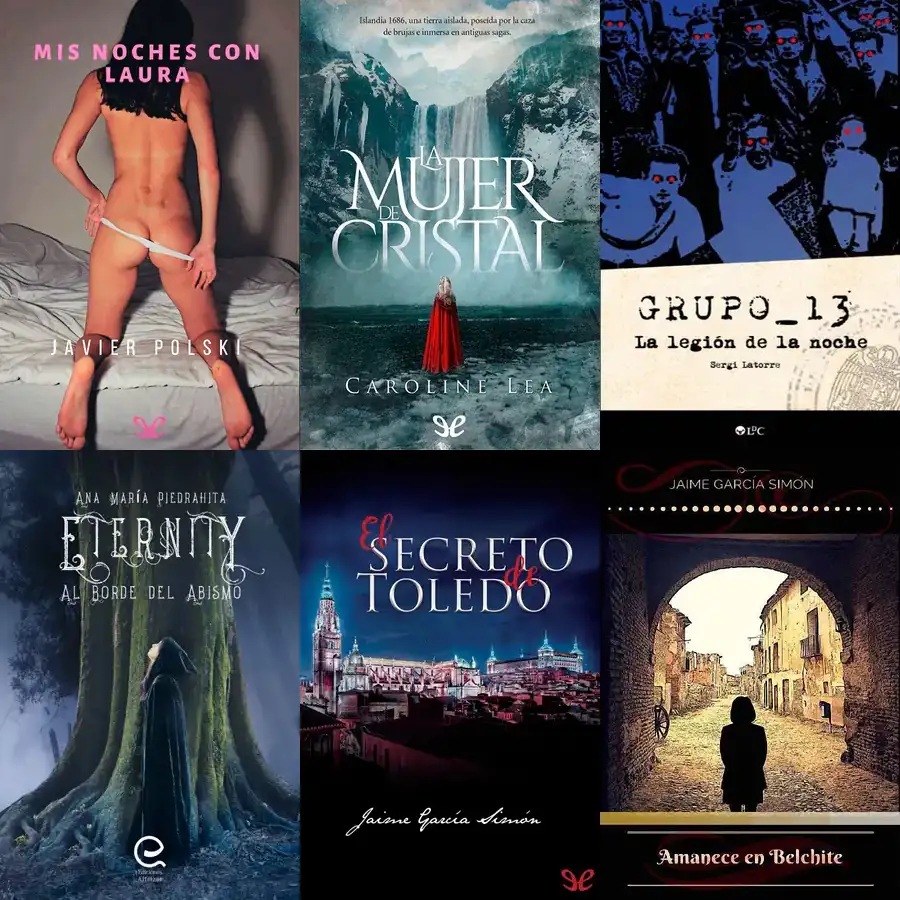 MIS NOCHES CON
LAURA
JAVIER POLSKI
Islandia 1686, una tierra aislada, poseída por la caza
de brujas e inmersa en antiguas sagas.
LA
MUJER
DE
CRISTAL
CAROLINE LEA
GRUPO_13
La legión de la noche
Sergi Latorre
LPC
ANA MARÍA PIEDRAHITA
ETERNITY
AL BORDE DEL ABISMO
Ediciones
El
SECRETO
de
TOLEDO
Jaime García Simón
JAIME GARCÍA SIMÓN
Amanece en Belchite